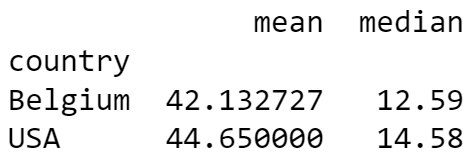 mean median
country
Belgium 42.132727 12.59
USA 44.650000 14.58